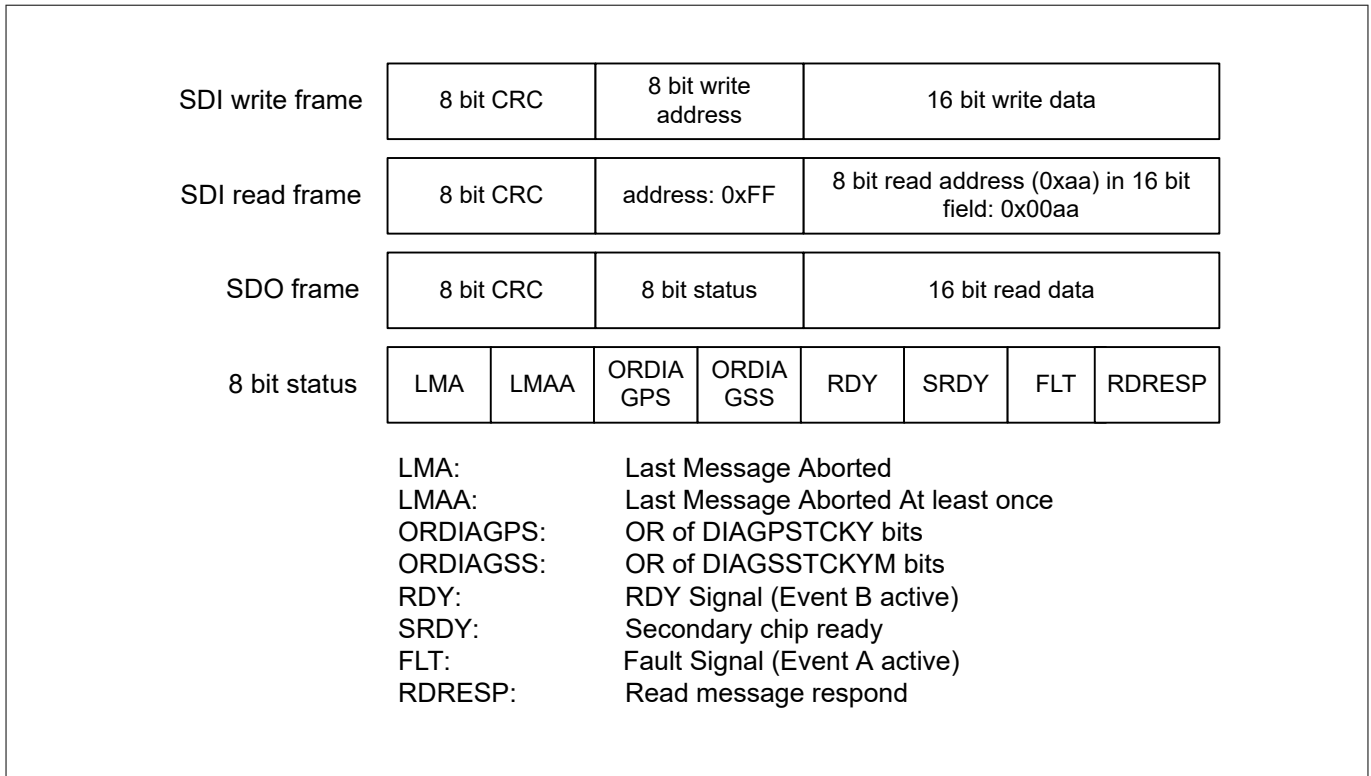 SDI write frame
8 bit CRC
8 bit write
address
16 bit write data
SDI read frame
8 bit CRC
address: 0xFF
8 bit read address (0xaa) in 16 bit
field: 0x00aa
SDO frame
8 bit CRC
8 bit status
16 bit read data
8 bit status
LMA
LMAA
ORDIA
GPS
ORDIA
GSS
RDY
SRDY
FLT
RDRESP
LMA: Last Message Aborted
LMAA: Last Message Aborted At least once
ORDIAGPS: OR of DIAGPSTCKY bits
ORDIAGSS: OR of DIAGSSTCKYM bits
RDY: RDY Signal (Event B active)
SRDY: Secondary chip ready
FLT: Fault Signal (Event A active)
RDRESP: Read message respond